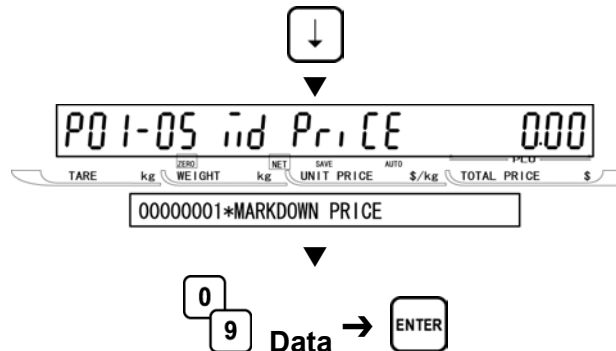 ↓
P01-05 md PriCE 0.00
ZERO NET SAVE AUTO PLU
TARE kg WEIGHT kg UNIT PRICE $/kg TOTAL PRICE $
00000001*MARKDOWN PRICE
0
9 Data → ENTER